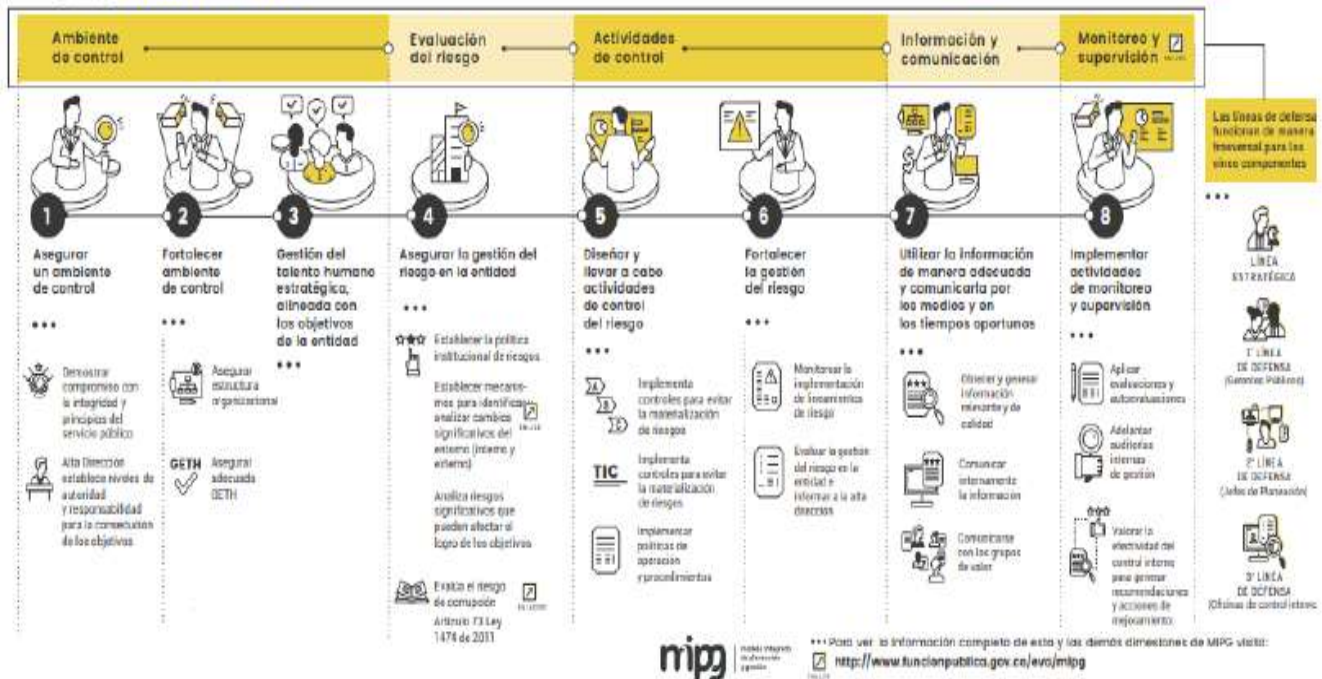 Ambiente
de control
Evaluación
del riesgo
Actividades
de control
Información y
comunicación
Monitoreo y
supervisión
Las líneas de defensa
funcionan de manera
trasversal para los
cinco componentes
1
Asegurar
un ambiente
de control
Demostrar
compromiso con
la integridad y
principios del
servicio público
Alta Dirección
establece niveles de
autoridad
y responsabilidad
para la consecución
de los objetivos
2
Fortalecer
ambiente
de control
Asegurar
estructura
organizacional
GETH
Asegurar
adecuada
GETH
3
Gestión del
talento humano
estratégica,
alineada con
los objetivos
de la entidad
4
Asegurar la gestión del
riesgo en la entidad
Establecer la política
institucional de riesgos
Establecer mecanis-
mos para identificar y
analizar cambios
significativos del
entorno (interno y
externo)
Analiza riesgos
significativos que
pueden afectar el
logro de los objetivos
Evalúa el riesgo
de corrupción
Artículo 73 Ley
1474 de 2011
5
Diseñar y
llevar a cabo
actividades
de control
del riesgo
A
B
C
Implementa
controles para evitar
la materialización
de riesgos
TIC
Implementa
controles para evitar
la materialización
de riesgos
Implementar
políticas de
operación
y procedimientos
6
Fortalecer
la gestión
del riesgo
Monitorear la
implementación
de lineamientos
de riesgo
Evaluar la gestión
del riesgo en la
entidad e
informar a la alta
dirección
7
Utilizar la información
de manera adecuada
y comunicarla por
los medios y en
los tiempos oportunos
Obtener y generar
información
relevante y de
calidad
Comunicar
internamente
la información
Comunicarse
con los grupos
de valor
8
Implementar
actividades
de monitoreo
y supervisión
Aplicar
evaluaciones y
autoevaluaciones
Adelantar
auditorías
internas
de gestión
Valorar la
efectividad del
control interno
para generar
recomendaciones
y acciones de
mejoramiento
LÍNEA
ESTRATÉGICA
1ª LÍNEA
DE DEFENSA
(Gerentes Públicos)
2ª LÍNEA
DE DEFENSA
(Jefes de Planeación)
3ª LÍNEA
DE DEFENSA
(Oficinas de control interno
mipg
••• Para ver la información completa de esta y las demás dimesiones de MIPG visita:
http://www.funcionpublica.gov.co/eva/mipg